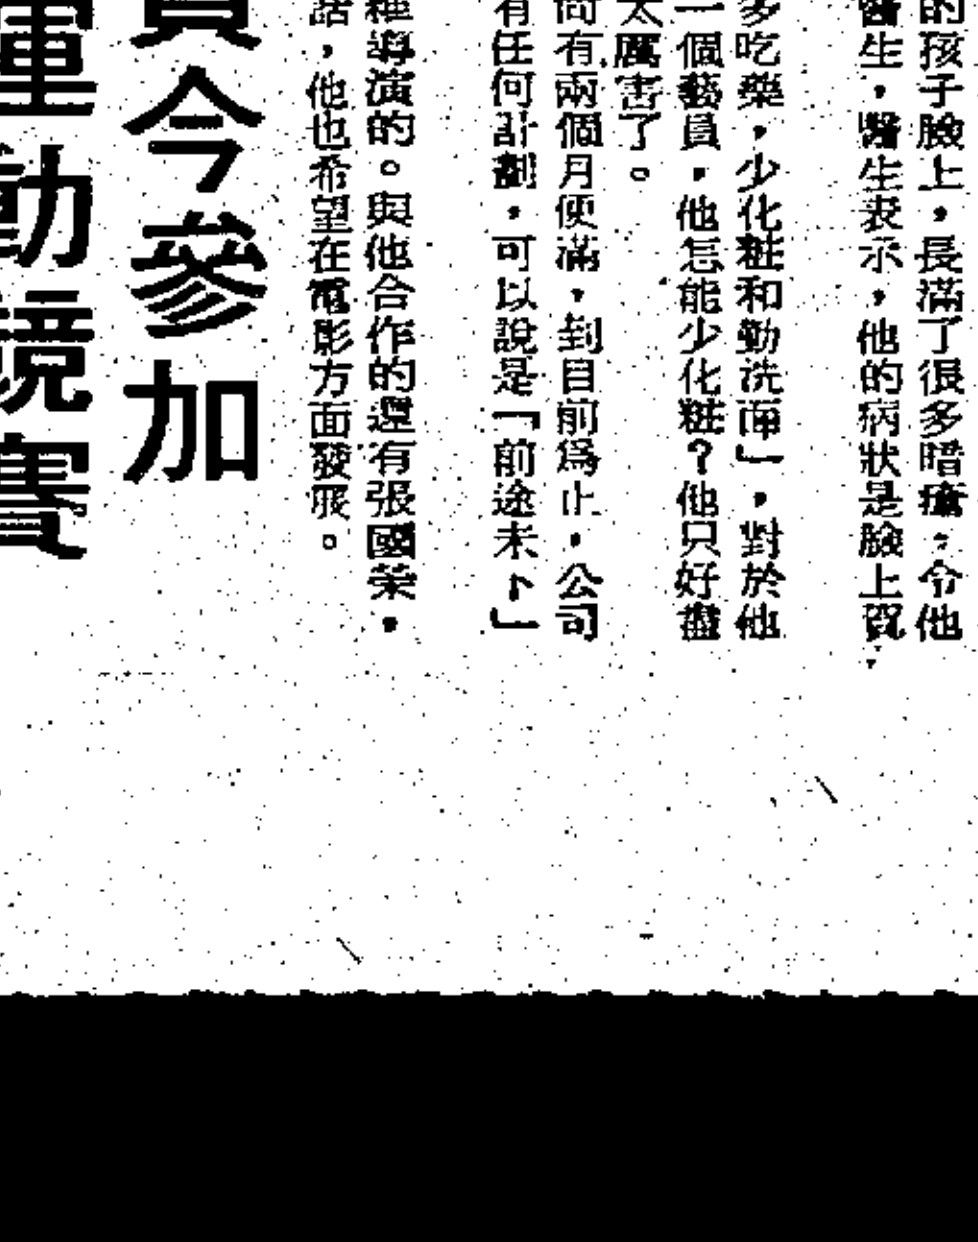 的孩子臉上，長滿了很多暗瘡，令他
醫生，醫生表示，他的病狀是臉上
多吃藥，少化粧和勤洗面」，對於他
一個藝員，他怎能少化粧？他只好盡
太厲害了。
尚有兩個月便滿，到目前爲止，公司
有任何計劃，可以說是「前途未卜」
導演的。與他合作的還有張國榮，
話，他也希望在電影方面發展。
員今參加
運動競賽